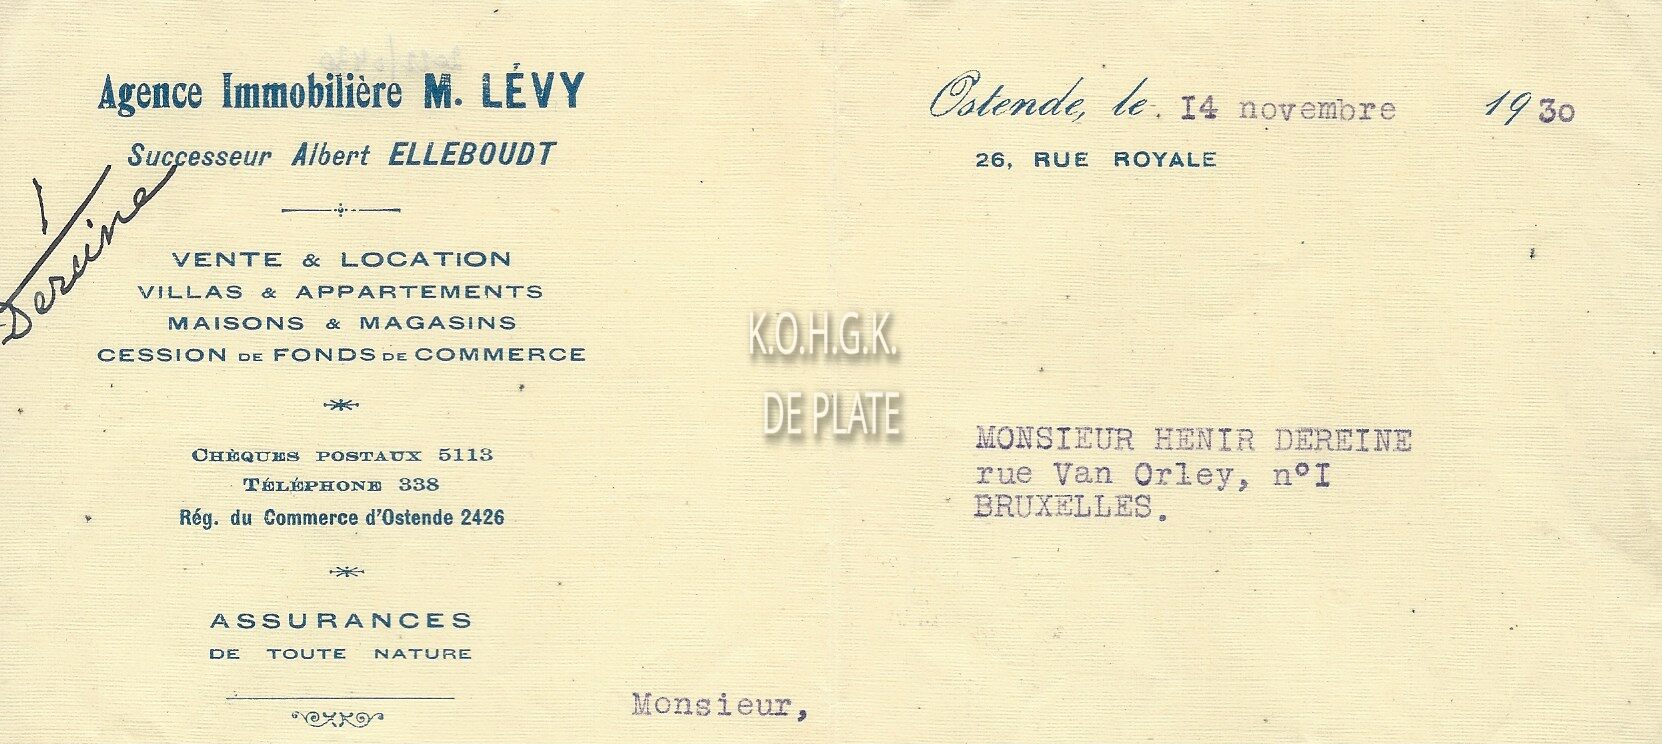 Agence Immobilière M. LÉVY
Successeur Albert ELLEBOUDT
Dereine
VENTE & LOCATION
VILLAS & APPARTEMENTS
MAISONS & MAGASINS
CESSION DE FONDS DE COMMERCE
CHÈQUES POSTAUX 5113
TÉLÉPHONE 338
Rég. du Commerce d'Ostende 2426
ASSURANCES
DE TOUTE NATURE
Ostende, le 14 novembre 1930
26, RUE ROYALE
K.O.H.G.K.
DE PLATE
MONSIEUR HENIR DEREINE
rue Van Orley, n°I
BRUXELLES.
Monsieur,